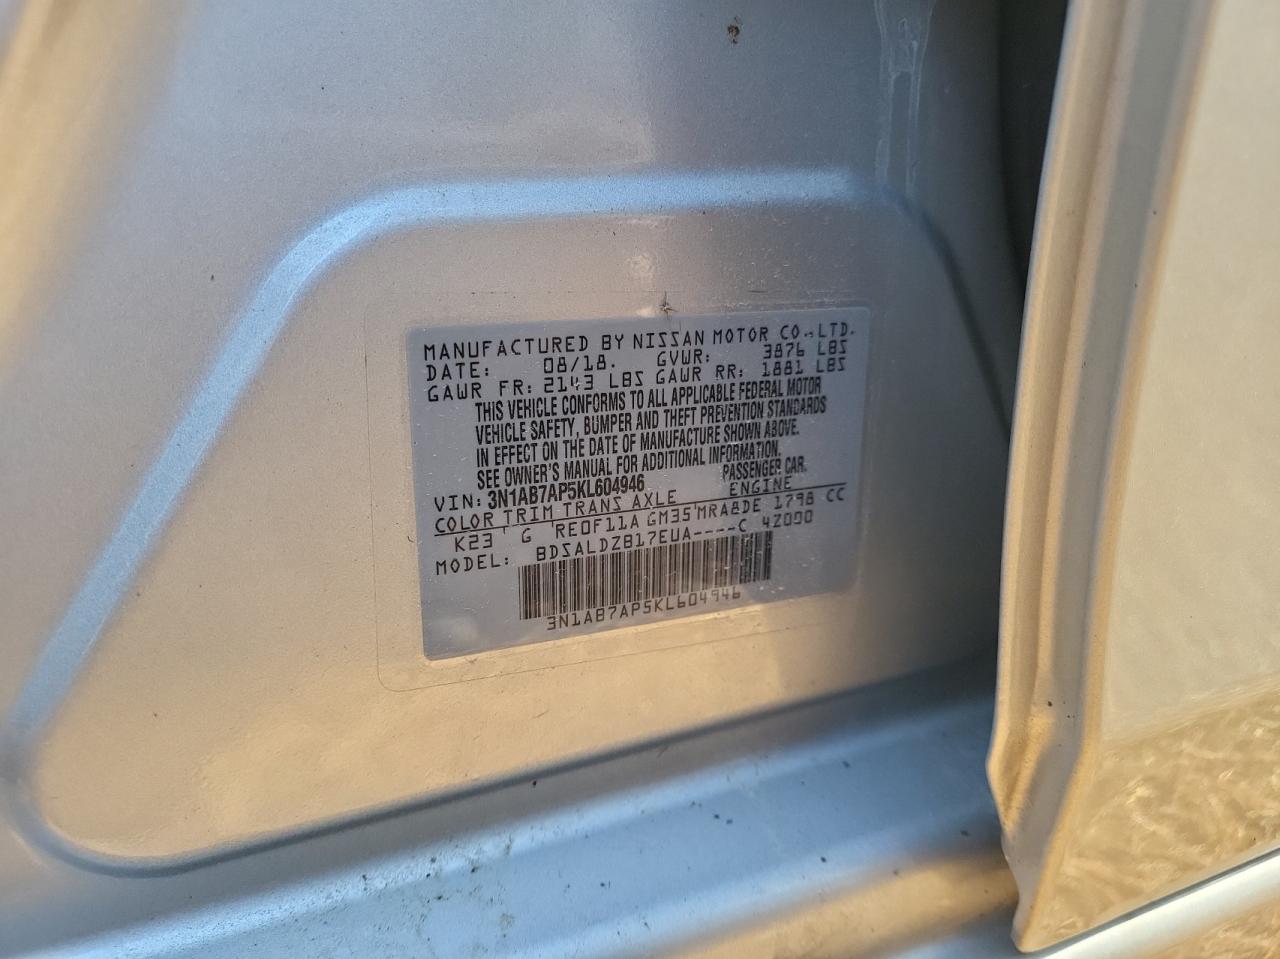 MANUFACTURED BY NISSAN MOTOR CO., LTD.
DATE: 08/18. GVWR: 3876 LBS
GAWR FR: 2143 LBS GAWR RR: 1881 LBS
THIS VEHICLE CONFORMS TO ALL APPLICABLE FEDERAL MOTOR
VEHICLE SAFETY, BUMPER AND THEFT PREVENTION STANDARDS
IN EFFECT ON THE DATE OF MANUFACTURE SHOWN ABOVE.
SEE OWNER'S MANUAL FOR ADDITIONAL INFORMATION.
VIN: 3N1AB7AP5KL604946 PASSENGER CAR.
COLOR TRIM TRANS AXLE ENGINE
K23 G RE0F11A GM35 MRA8DE 1798 CC
MODEL: BDSALDZB17EUA----C 4Z000
3N1AB7AP5KL604946